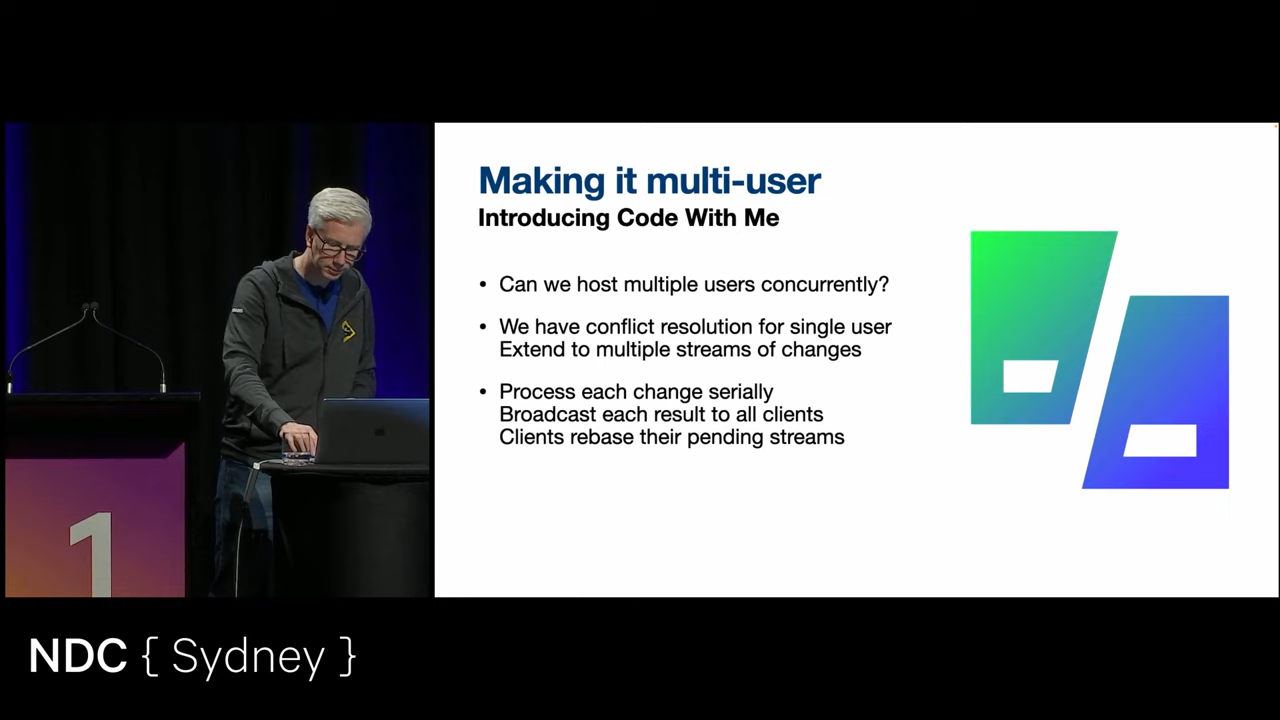 Making it multi-user
Introducing Code With Me
• Can we host multiple users concurrently?
• We have conflict resolution for single user
Extend to multiple streams of changes
• Process each change serially
Broadcast each result to all clients
Clients rebase their pending streams
1
NDC { Sydney }